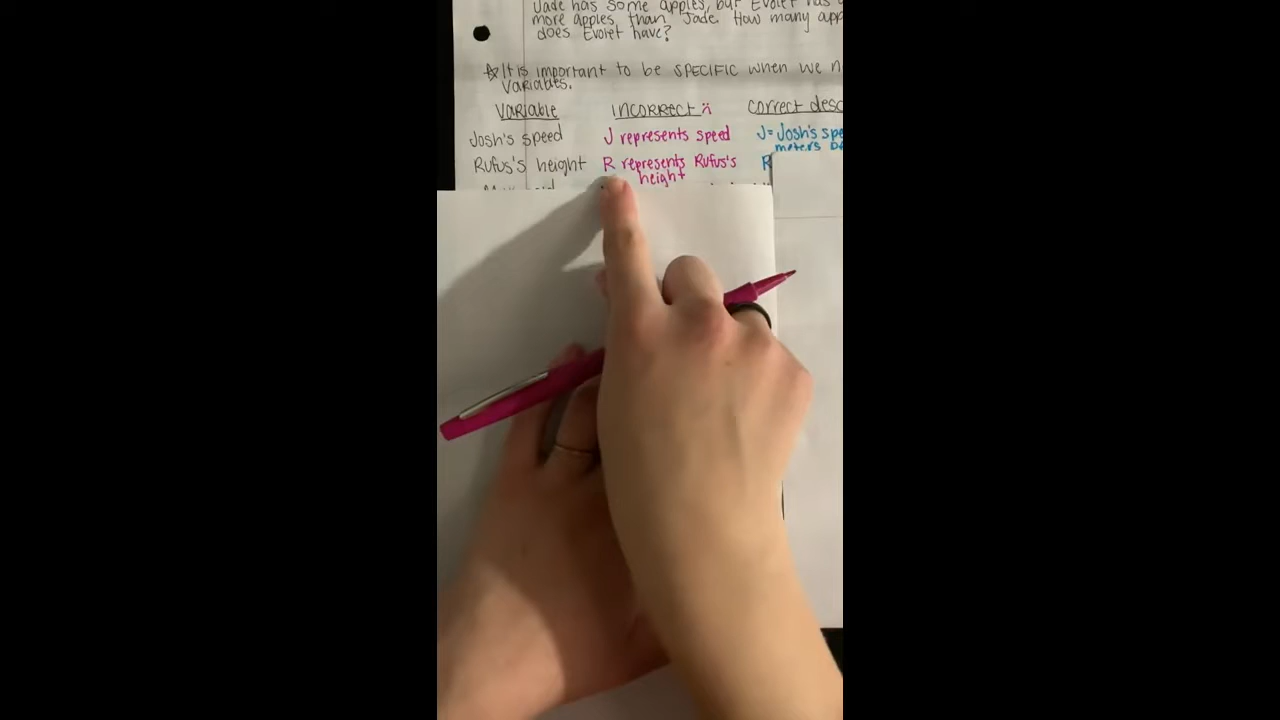 Jade has some apples, but Evolet has
more apples than Jade. How many
does Evolet have?
It is important to be SPECIFIC when we
variables.
Variable INCORRECT Correct
Josh's speed J represents speed J= Josh's
meters
Rufus's height R represents Rufus's R
height